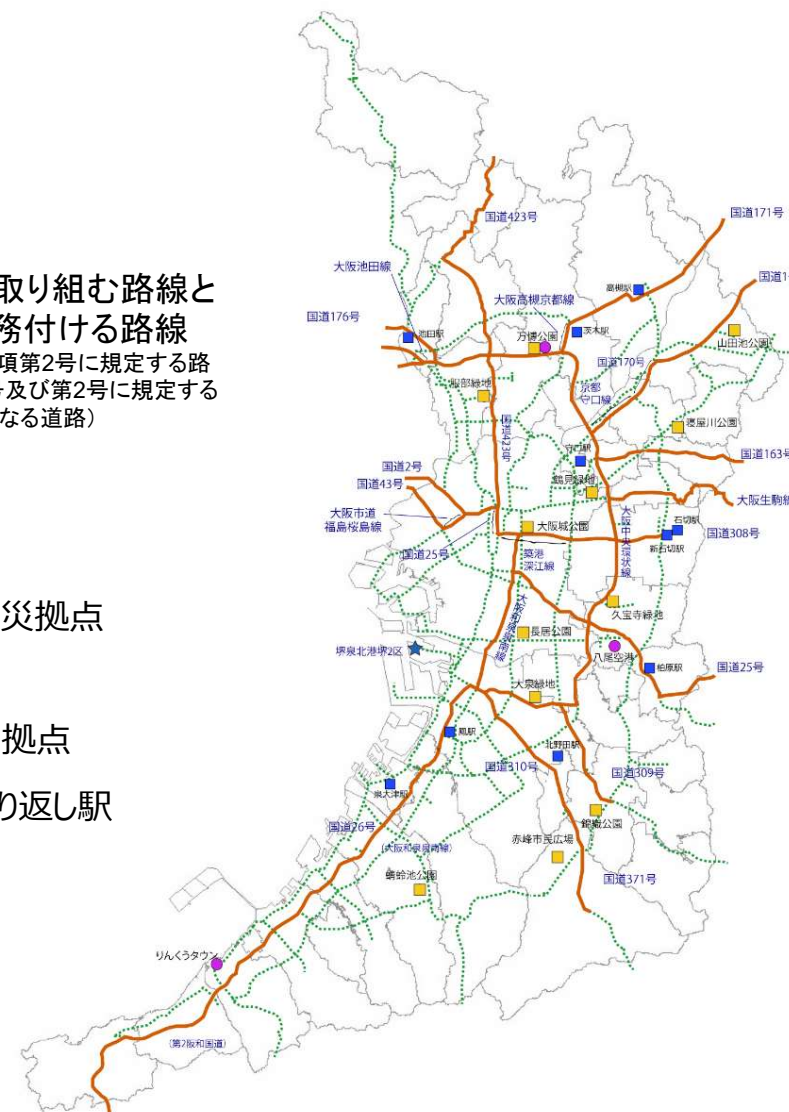 取り組む路線と
務付ける路線
項第2号に規定する路
及び第2号に規定する
なる道路）
災拠点
拠点
り返し駅
国道423号
国道171号
大阪池田線
大阪高槻京都線
高槻駅
国道1
国道176号
池田駅
万博公園
茨木駅
山田池公園
国道170号
服部緑地
京都
守口線
国道423号
寝屋川公園
守口駅
国道163号
国道2号
国道43号
鶴見緑地
大阪生駒線
大阪市道
福島桜島線
大阪城公園
大阪中央環状線
石切駅
新石切駅
国道308号
国道25号
築港
深江線
大阪和泉泉南線
久宝寺緑地
長居公園
堺泉北港堺2区
八尾空港
柏原駅
国道25号
大泉緑地
鳳駅
北野田駅
国道310号
国道309号
泉大津駅
錦織公園
国道26号
(大阪和泉泉南線)
赤峰市民広場
蜻蛉池公園
国道371号
りんくうタウン
(第2阪和国道)